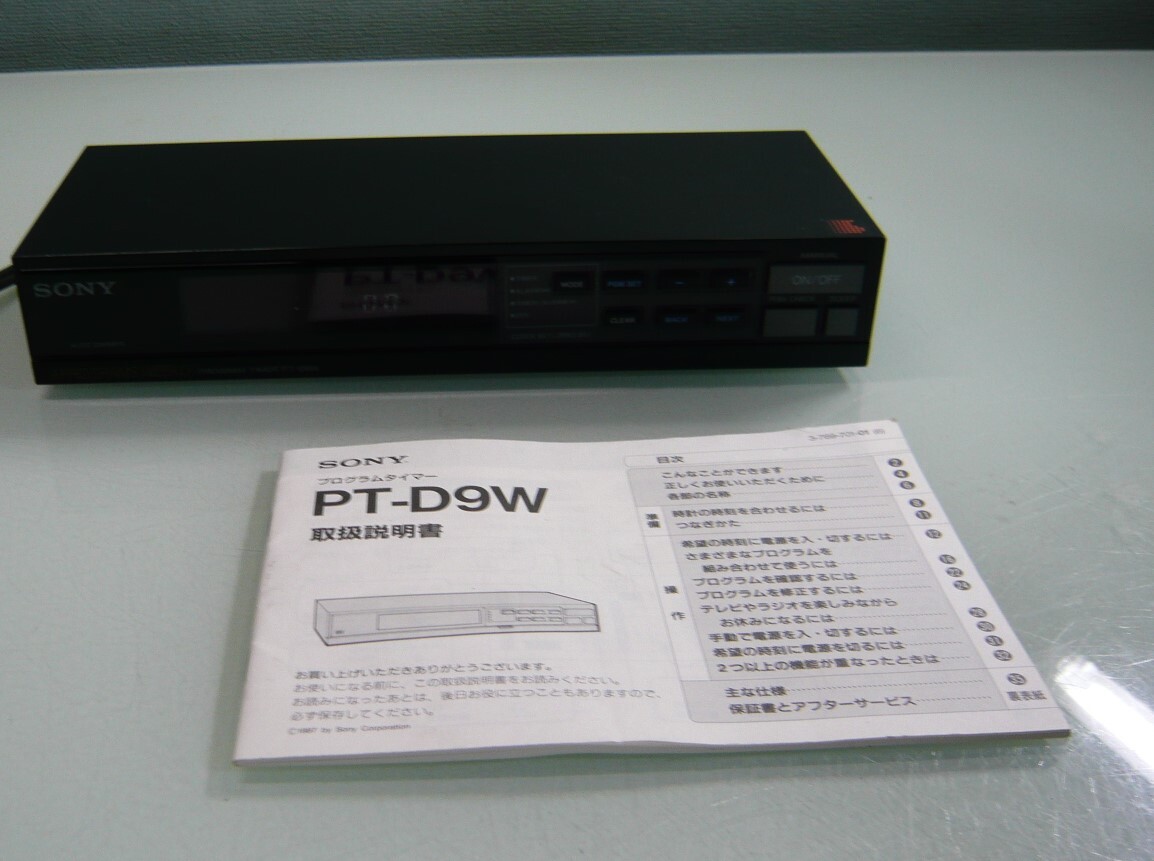 SONY
00
MODE
PRESET
−
+
CLEAR
BACK
NEXT
ON/OFF
SONY
プログラムタイマー
PT-D9W
取扱説明書
お買い上げいただきありがとうございます。
お使いになる前に、この取扱説明書をお読みください。
お読みになったあとは、後日お役に立つこともありますので、
必ず保存してください。
©1987 by Sony Corporation
目次
こんなことができます 2
正しくお使いいただくために 4
各部の名称 6
準備
時計の時刻を合わせるには 8
つなぎかた 11
操作
希望の時刻に電源を入・切するには 12
さまざまなプログラムを
組み合わせて使うには
プログラムを確認するには
プログラムを修正するには
テレビやラジオを楽しみながら
お休みになるには
手動で電源を入・切するには
希望の時刻に電源を切るには
2つ以上の機能が重なったときは
主な仕様
保証書とアフターサービス 裏表紙